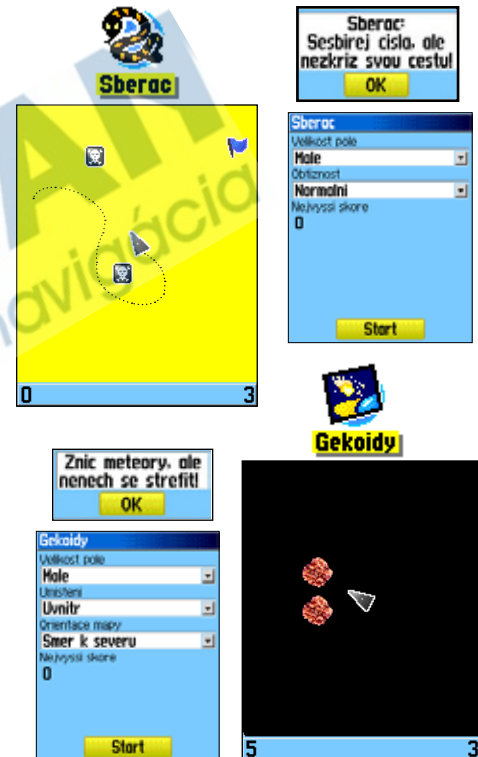 Sberac
Sberac:
Sesbirej cisla, ale
nezkriz svou cestu!
OK
Sberac
Velikost pole
Male
Obtiznost
Normalni
Nejvyssi skore
0
Start
0 3
AN
navigácia
Gekoidy
Znic meteory, ale
nenech se strefit!
OK
Gekoidy
Velikost pole
Male
Umisteni
Uvnitr
Orientace mapy
Smer k severu
Nejvyssi skore
0
Start
5 3